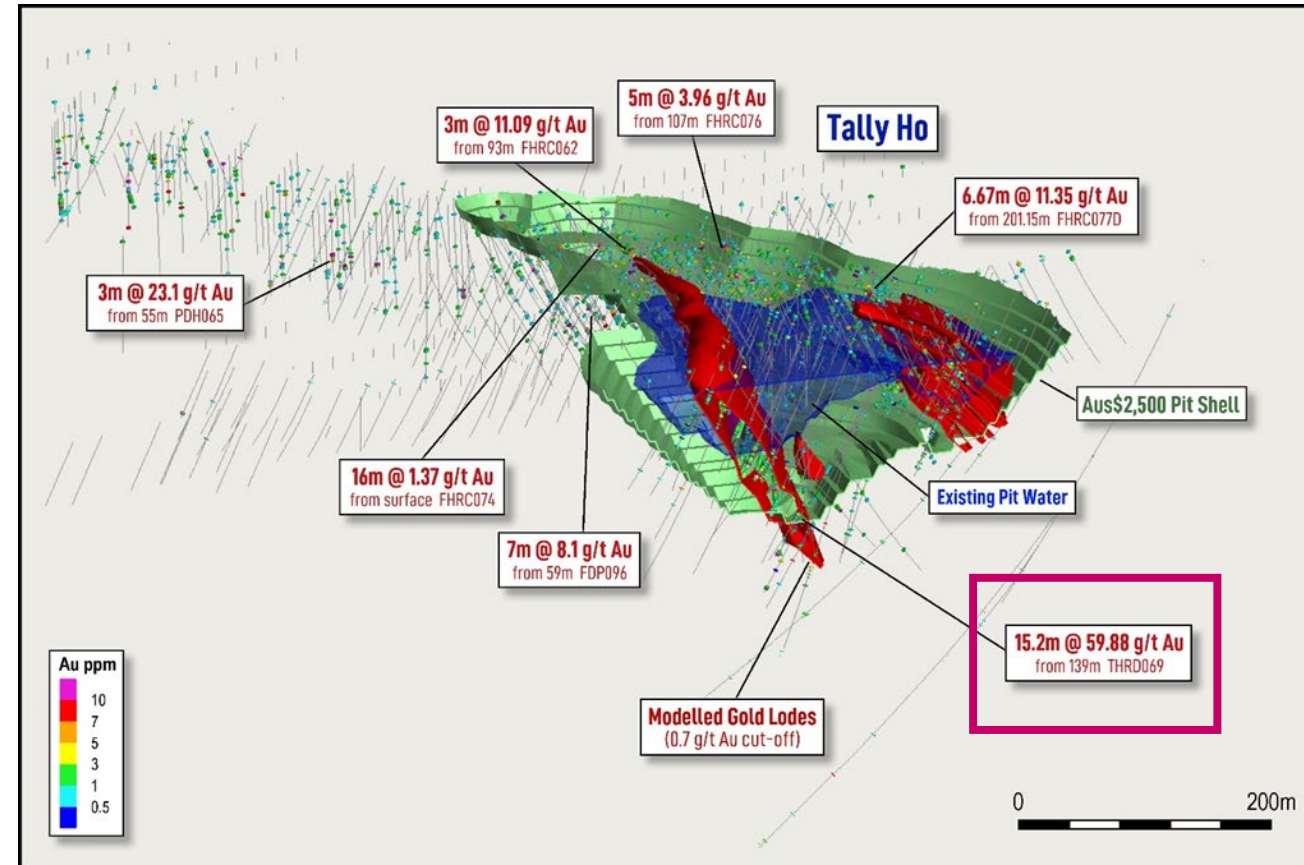 5m @ 3.96 g/t Au
from 107m FHRC076
Tally Ho
3m @ 11.09 g/t Au
from 93m FHRC062
6.67m @ 11.35 g/t Au
from 201.15m FHRC077D
3m @ 23.1 g/t Au
from 55m PDH065
Aus$2,500 Pit Shell
16m @ 1.37 g/t Au
from surface FHRC074
Existing Pit Water
7m @ 8.1 g/t Au
from 59m FDP096
15.2m @ 59.88 g/t Au
from 139m THRD069
Modelled Gold Lodes
(0.7 g/t Au cut-off)
Au ppm
10
7
5
3
1
0.5
0 200m